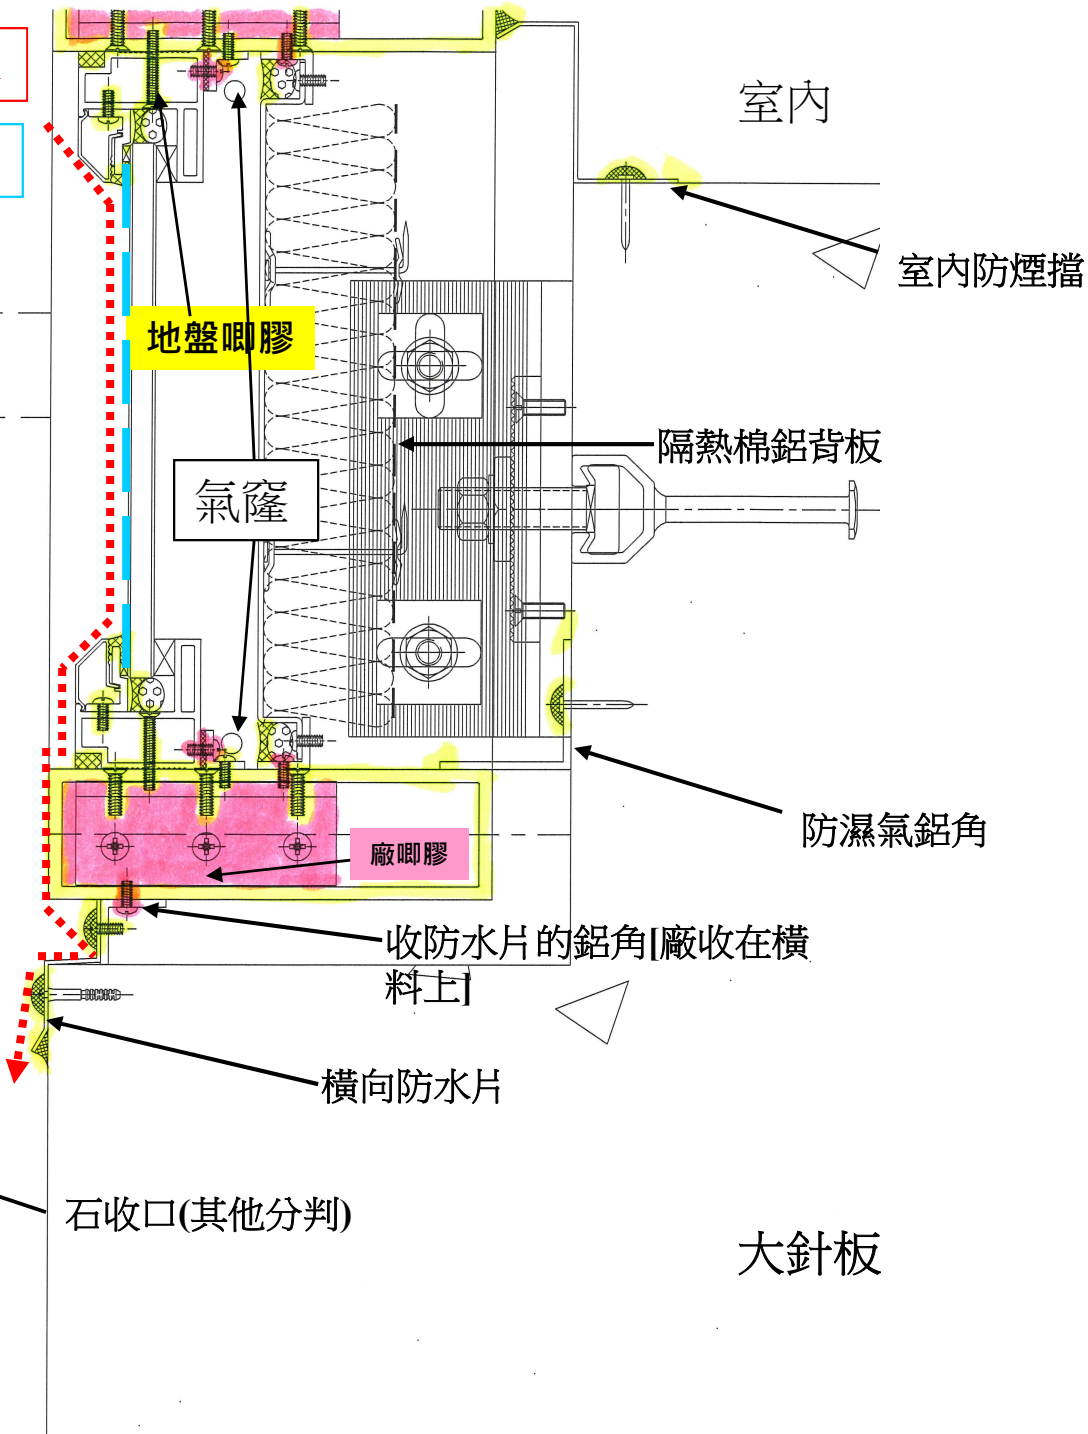 室內
室內防煙擋
地盤唧膠
隔熱棉鋁背板
氣窿
防濕氣鋁角
廠唧膠
收防水片的鋁角[廠收在橫
料上]
橫向防水片
石收口(其他分判)
大針板